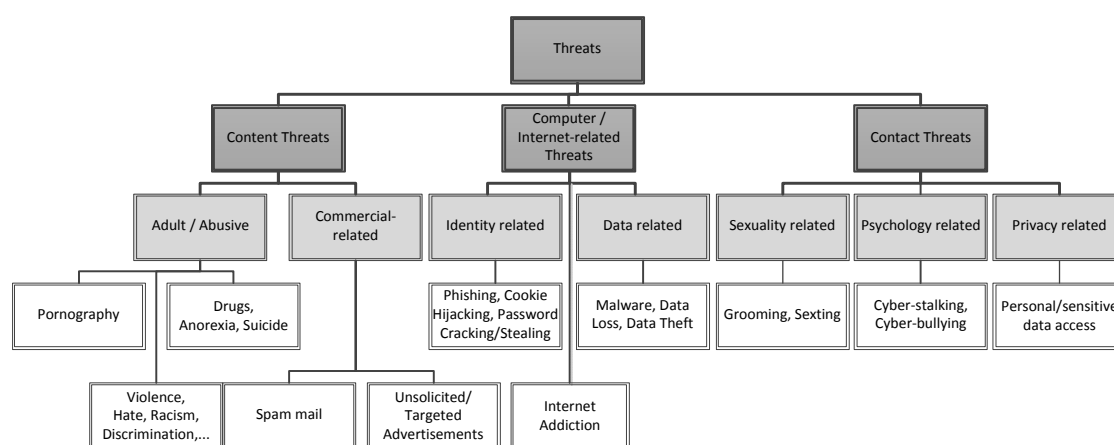 Threats
Content Threats
Computer /
Internet-related
Threats
Contact Threats
Adult / Abusive
Commercial-
related
Identity related
Data related
Sexuality related
Psychology related
Privacy related
Pornography
Drugs,
Anorexia, Suicide
Phishing, Cookie
Hijacking, Password
Cracking/Stealing
Malware, Data
Loss, Data Theft
Grooming, Sexting
Cyber-stalking,
Cyber-bullying
Personal/sensitive
data access
Violence,
Hate, Racism,
Discrimination,...
Spam mail
Unsolicited/
Targeted
Advertisements
Internet
Addiction